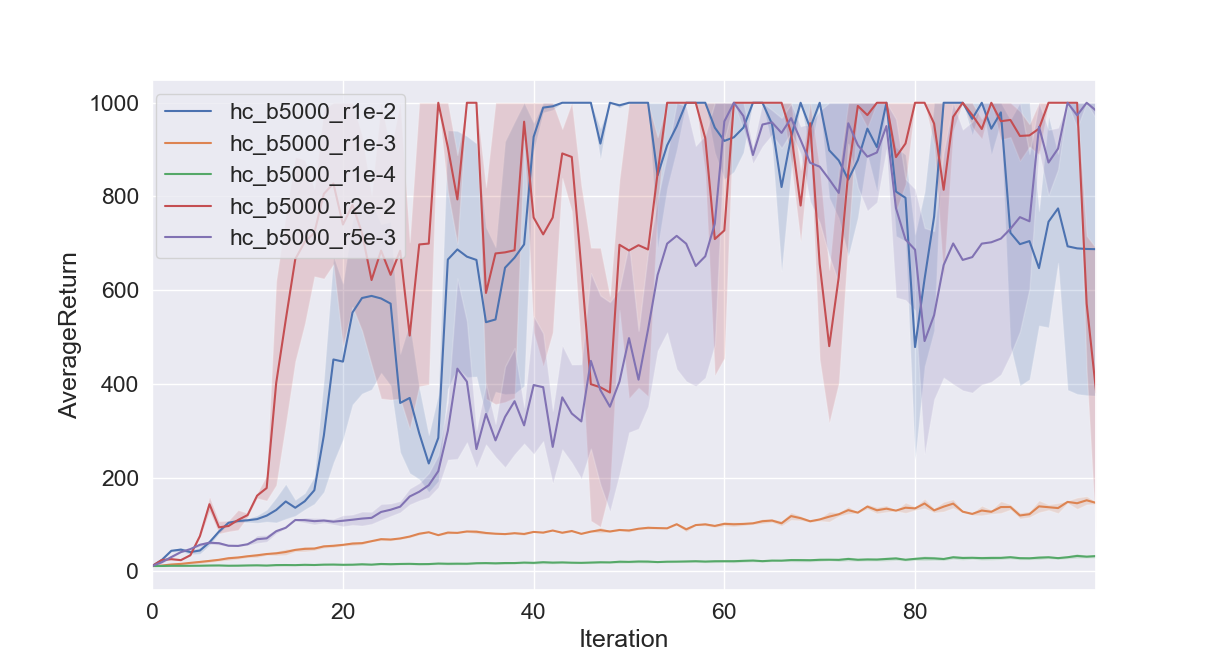 1000
800
600
400
200
0
AverageReturn
hc_b5000_r1e-2
hc_b5000_r1e-3
hc_b5000_r1e-4
hc_b5000_r2e-2
hc_b5000_r5e-3
0 20 40 60 80
Iteration